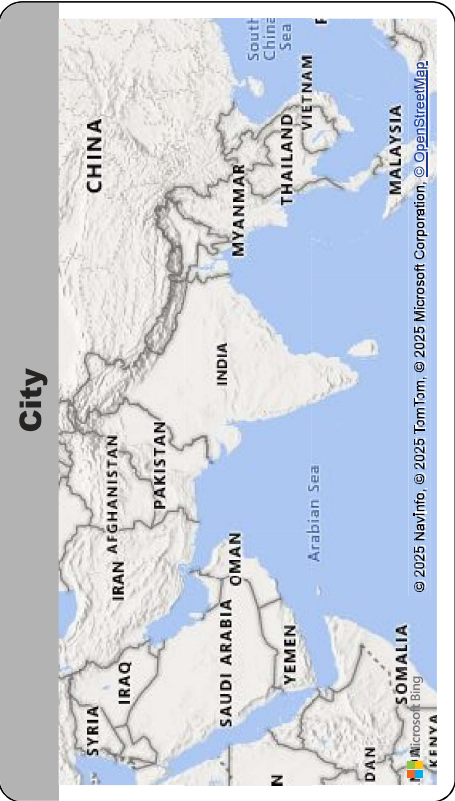 City
South
China
Sea
CHINA
VIETNAM
THAILAND
MYANMAR
MALAYSIA
INDIA
AFGHANISTAN
PAKISTAN
IRAN
Arabian Sea
OMAN
SYRIA
IRAQ
SAUDI ARABIA
YEMEN
SOMALIA
DAN
KENYA
N
Microsoft Bing
© 2025 NavInfo, © 2025 TomTom, © 2025 Microsoft Corporation, © OpenStreetMap